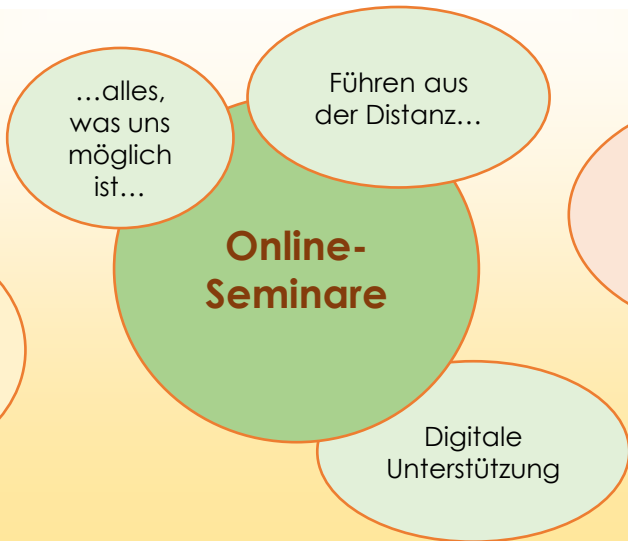 …alles,
was uns
möglich
ist…
Führen aus
der Distanz…
Online-
Seminare
Digitale
Unterstützung